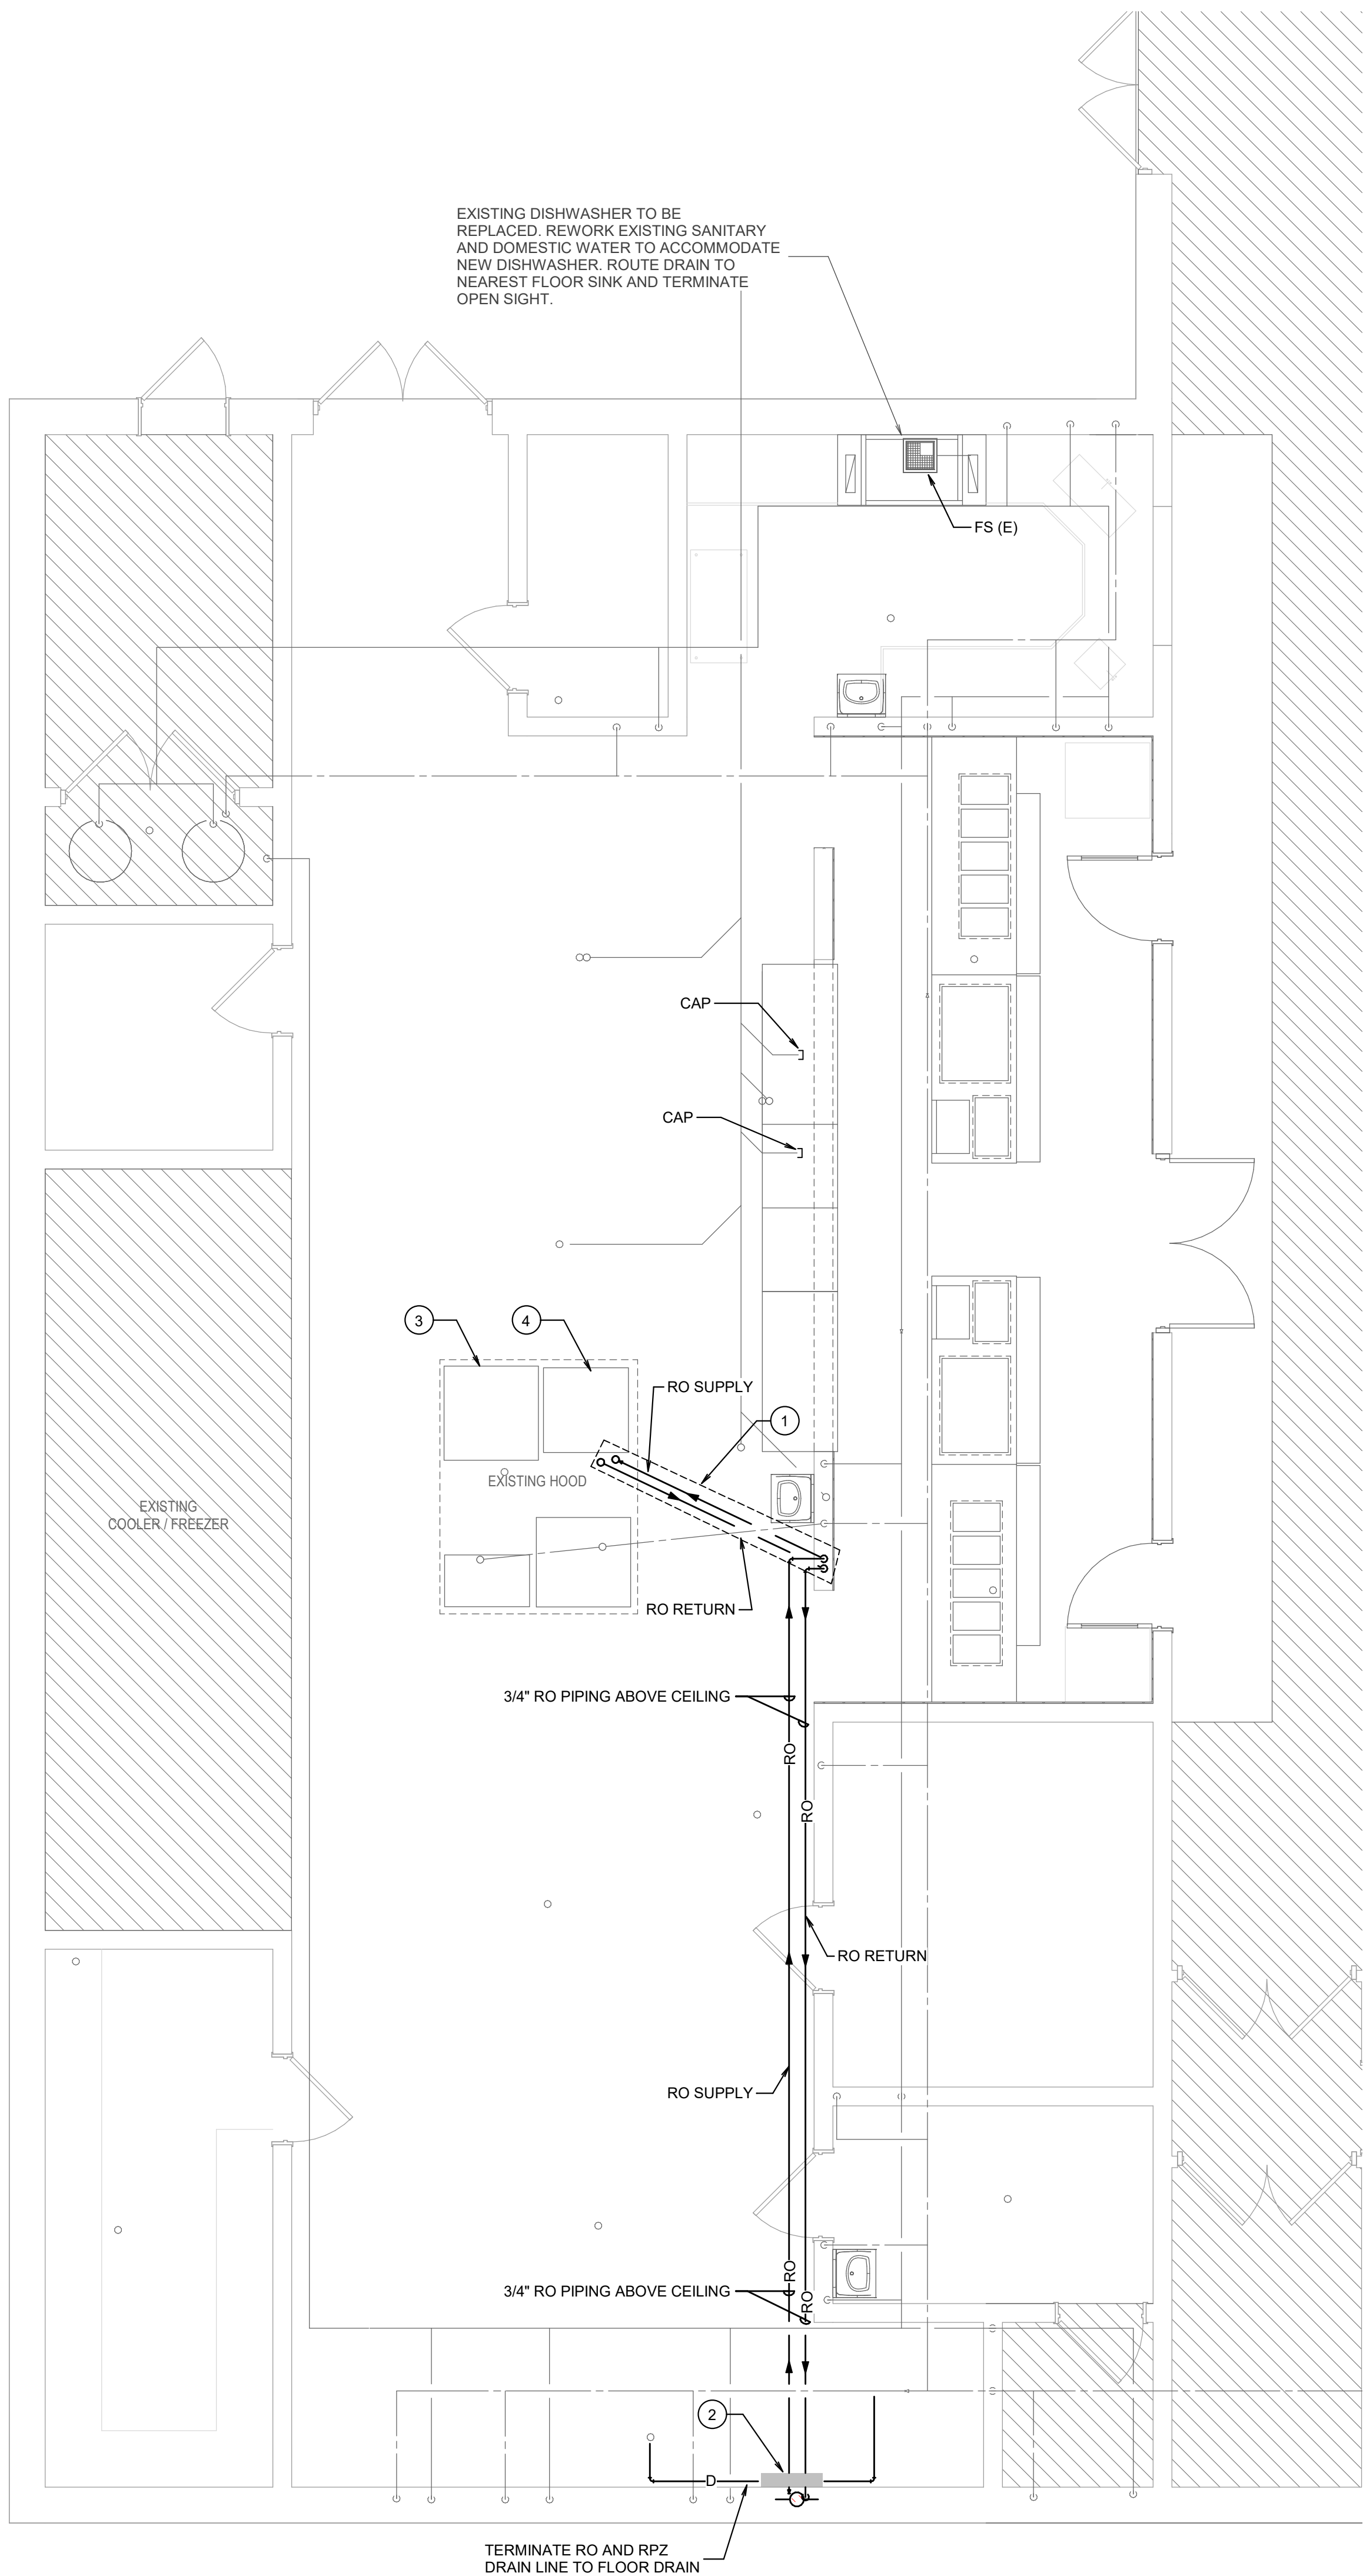 EXISTING DISHWASHER TO BE
REPLACED. REWORK EXISTING SANITARY
AND DOMESTIC WATER TO ACCOMMODATE
NEW DISHWASHER. ROUTE DRAIN TO
NEAREST FLOOR SINK AND TERMINATE
OPEN SIGHT.
FS (E)
CAP
CAP
3
4
RO SUPPLY
1
EXISTING HOOD
EXISTING
COOLER / FREEZER
RO RETURN
3/4" RO PIPING ABOVE CEILING
RO
RO
RO RETURN
RO SUPPLY
RO
3/4" RO PIPING ABOVE CEILING
RO
2
D
TERMINATE RO AND RPZ
DRAIN LINE TO FLOOR DRAIN